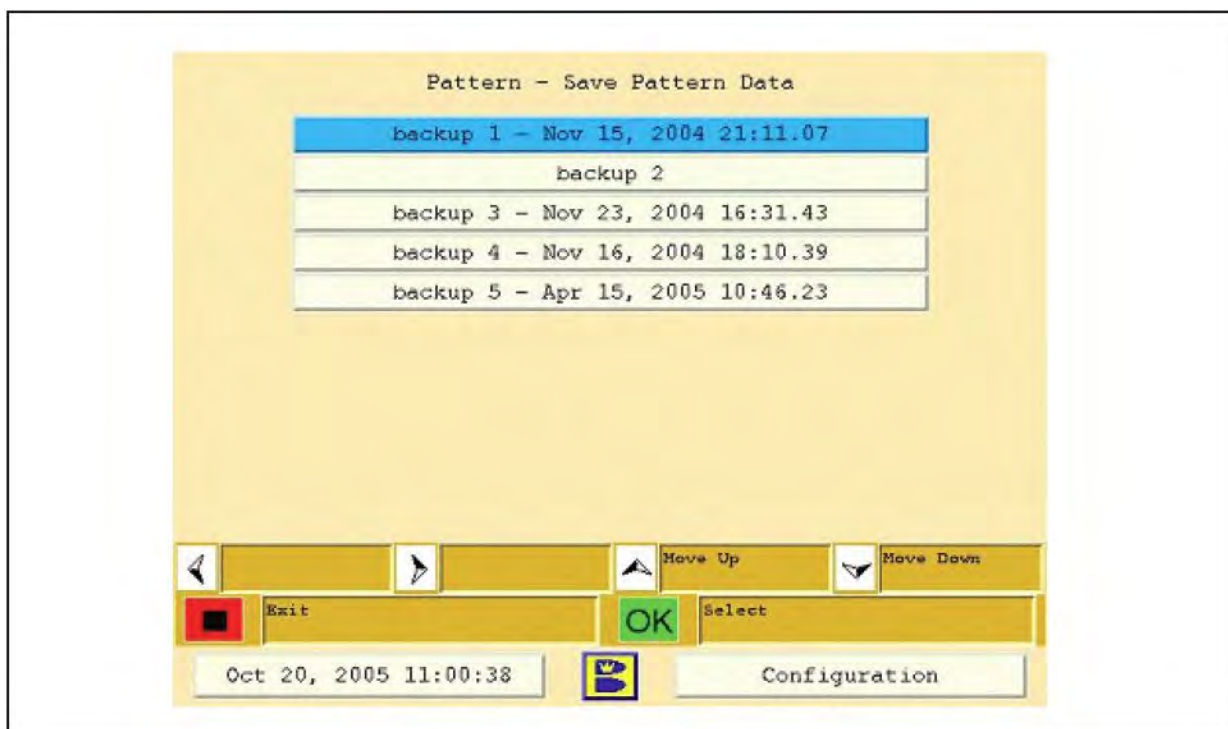 Pattern - Save Pattern Data
backup 1 - Nov 15, 2004 21:11.07
backup 2
backup 3 - Nov 23, 2004 16:31.43
backup 4 - Nov 16, 2004 18:10.39
backup 5 - Apr 15, 2005 10:46.23
Move Up
Move Down
Exit
OK
Select
Oct 20, 2005 11:00:38
Configuration